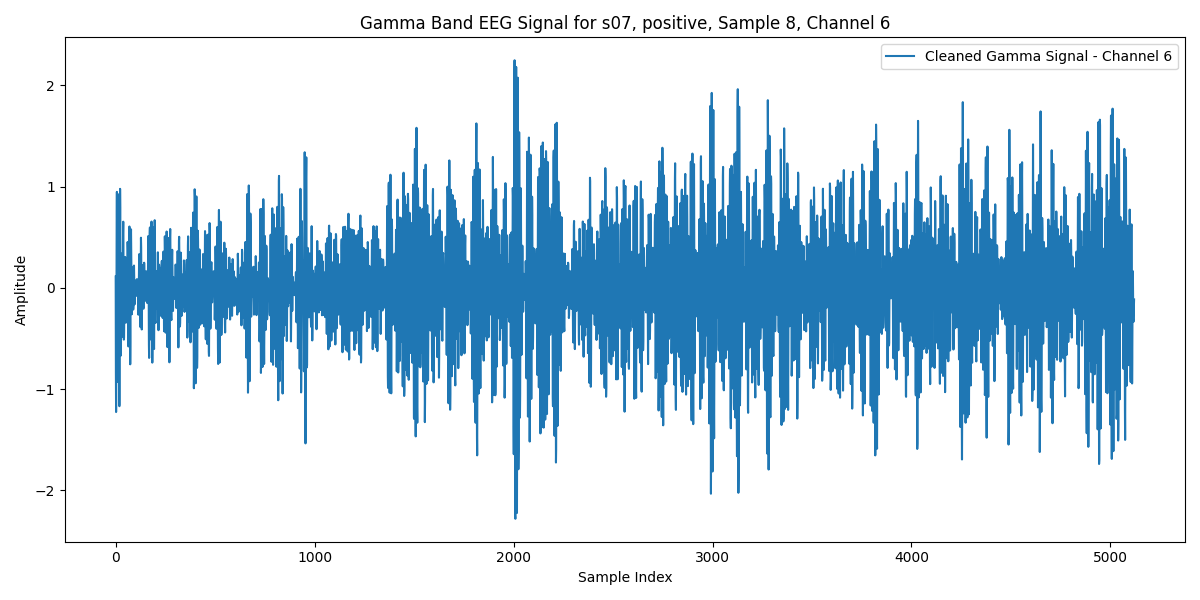 Gamma Band EEG Signal for s07, positive, Sample 8, Channel 6
Cleaned Gamma Signal - Channel 6
Amplitude
2
1
0
−1
−2
0 1000 2000 3000 4000 5000
Sample Index